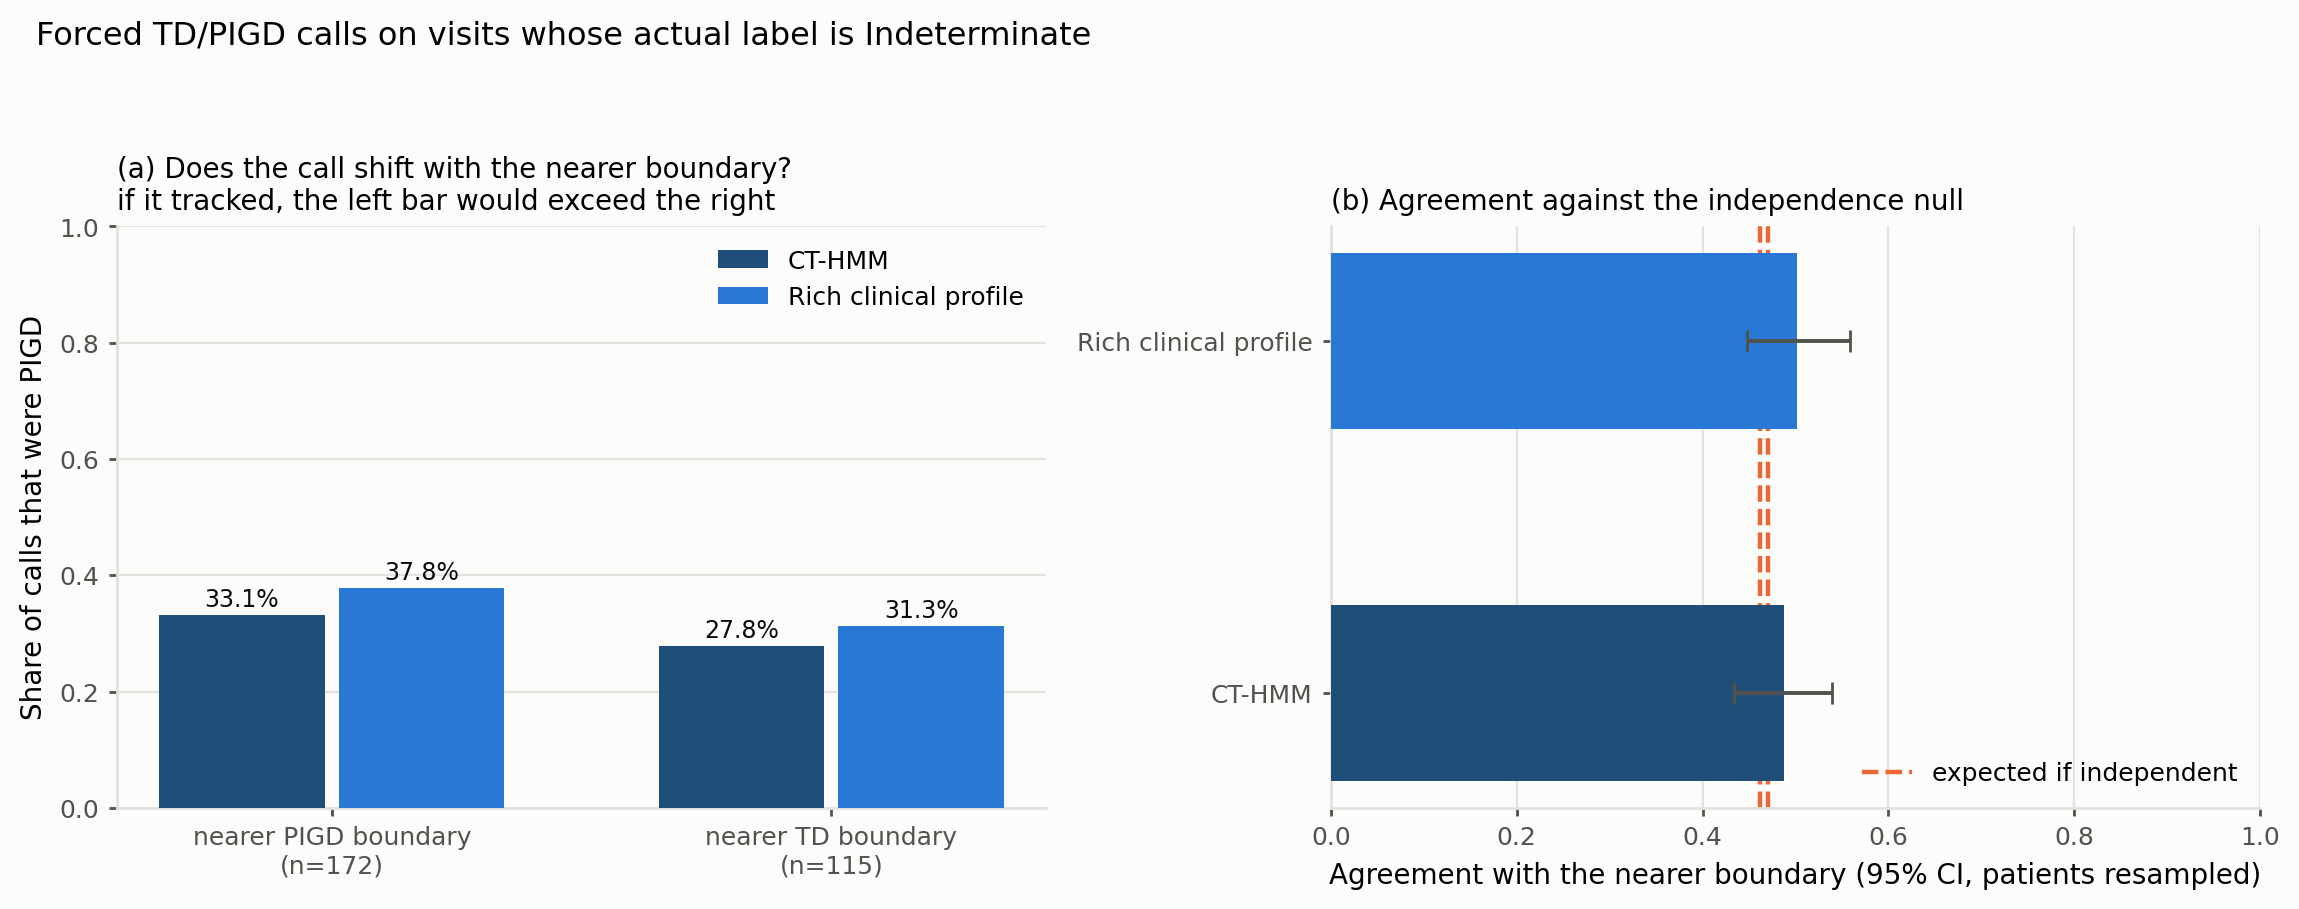 Forced TD/PIGD calls on visits whose actual label is Indeterminate
(a) Does the call shift with the nearer boundary?
if it tracked, the left bar would exceed the right
Share of calls that were PIGD
1.0
0.8
0.6
0.4
0.2
0.0
CT-HMM
Rich clinical profile
33.1%
37.8%
27.8%
31.3%
nearer PIGD boundary
(n=172)
nearer TD boundary
(n=115)
(b) Agreement against the independence null
Rich clinical profile
CT-HMM
expected if independent
0.0
0.2
0.4
0.6
0.8
1.0
Agreement with the nearer boundary (95% CI, patients resampled)